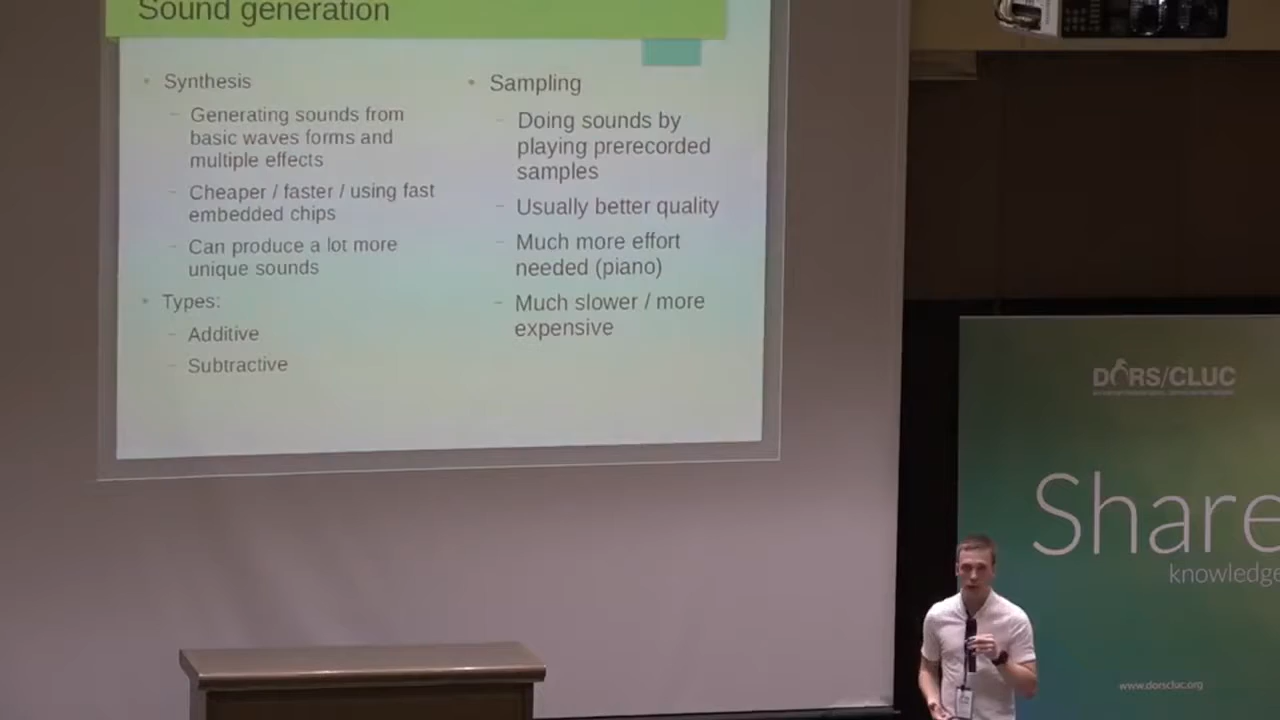 Sound generation
Synthesis
Generating sounds from
basic waves forms and
multiple effects
Cheaper / faster / using fast
embedded chips
Can produce a lot more
unique sounds
Types:
Additive
Subtractive
Sampling
Doing sounds by
playing prerecorded
samples
Usually better quality
Much more effort
needed (piano)
Much slower / more
expensive
DORS/CLUC
Share
knowledge
www.dorscluc.org